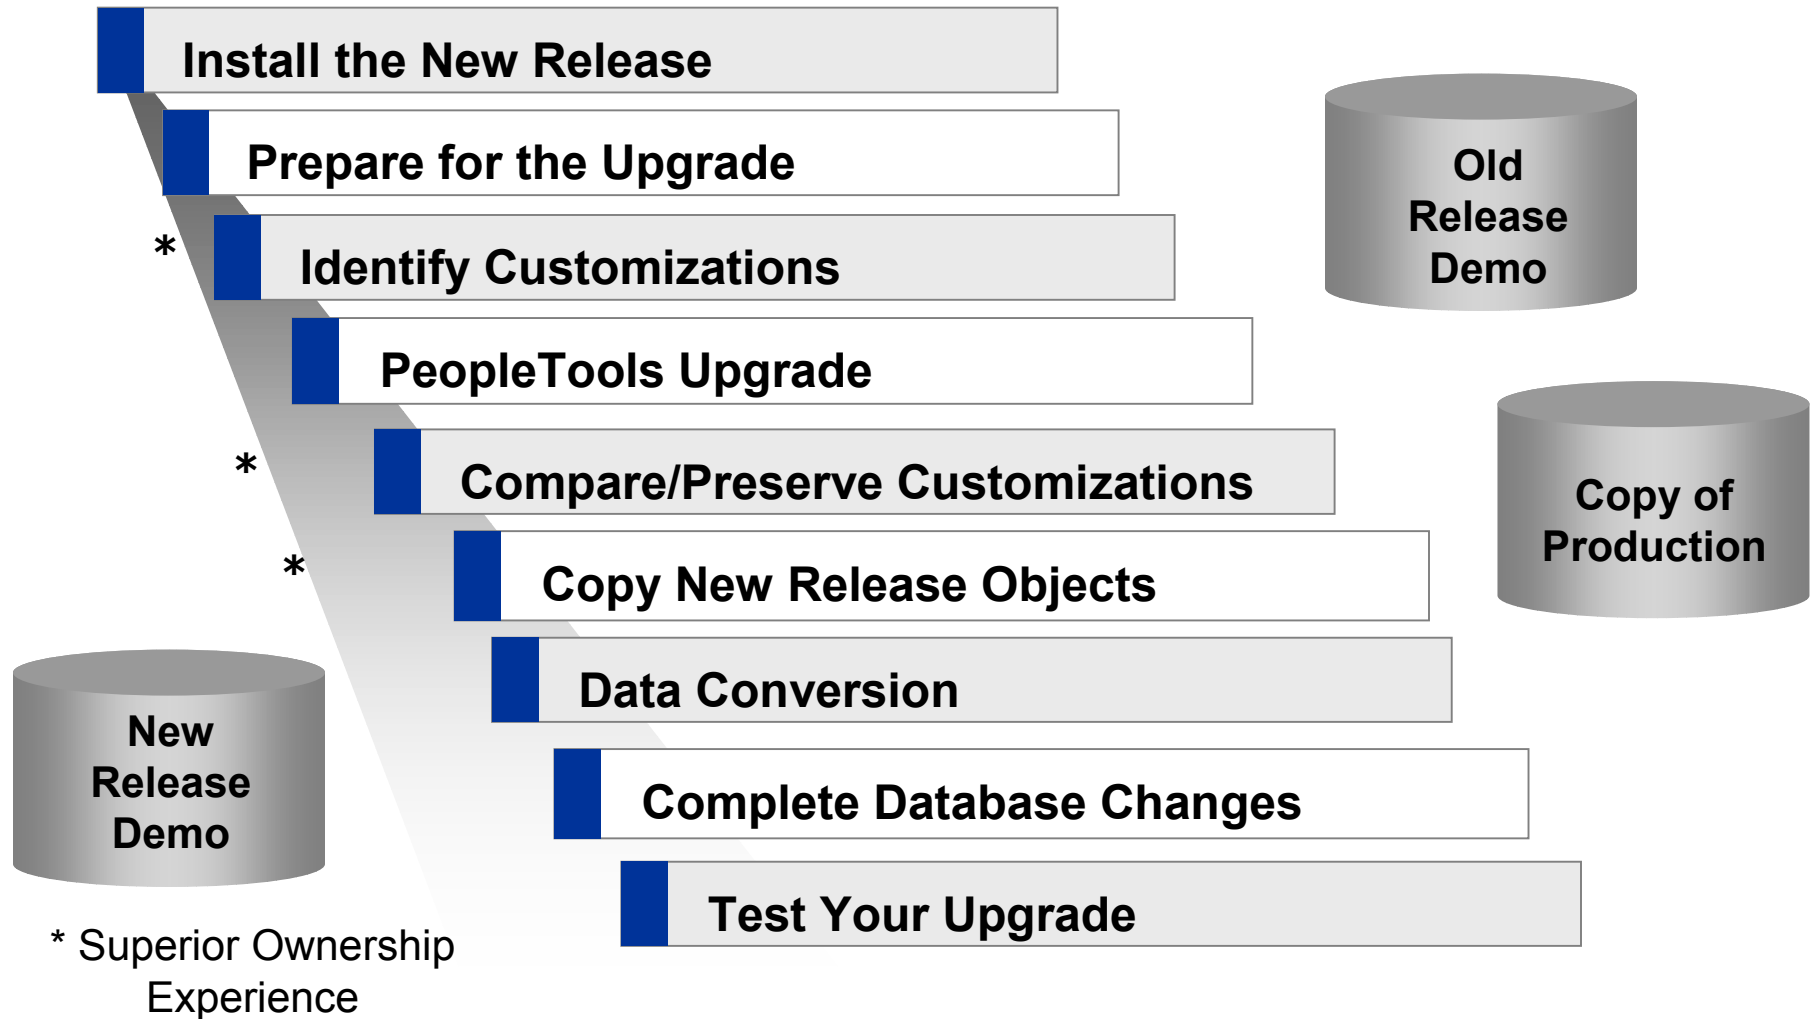 Install the New Release
Prepare for the Upgrade
*
Identify Customizations
PeopleTools Upgrade
*
Compare/Preserve Customizations
*
Copy New Release Objects
Data Conversion
Complete Database Changes
Test Your Upgrade
Old
Release
Demo
Copy of
Production
New
Release
Demo
* Superior Ownership
Experience